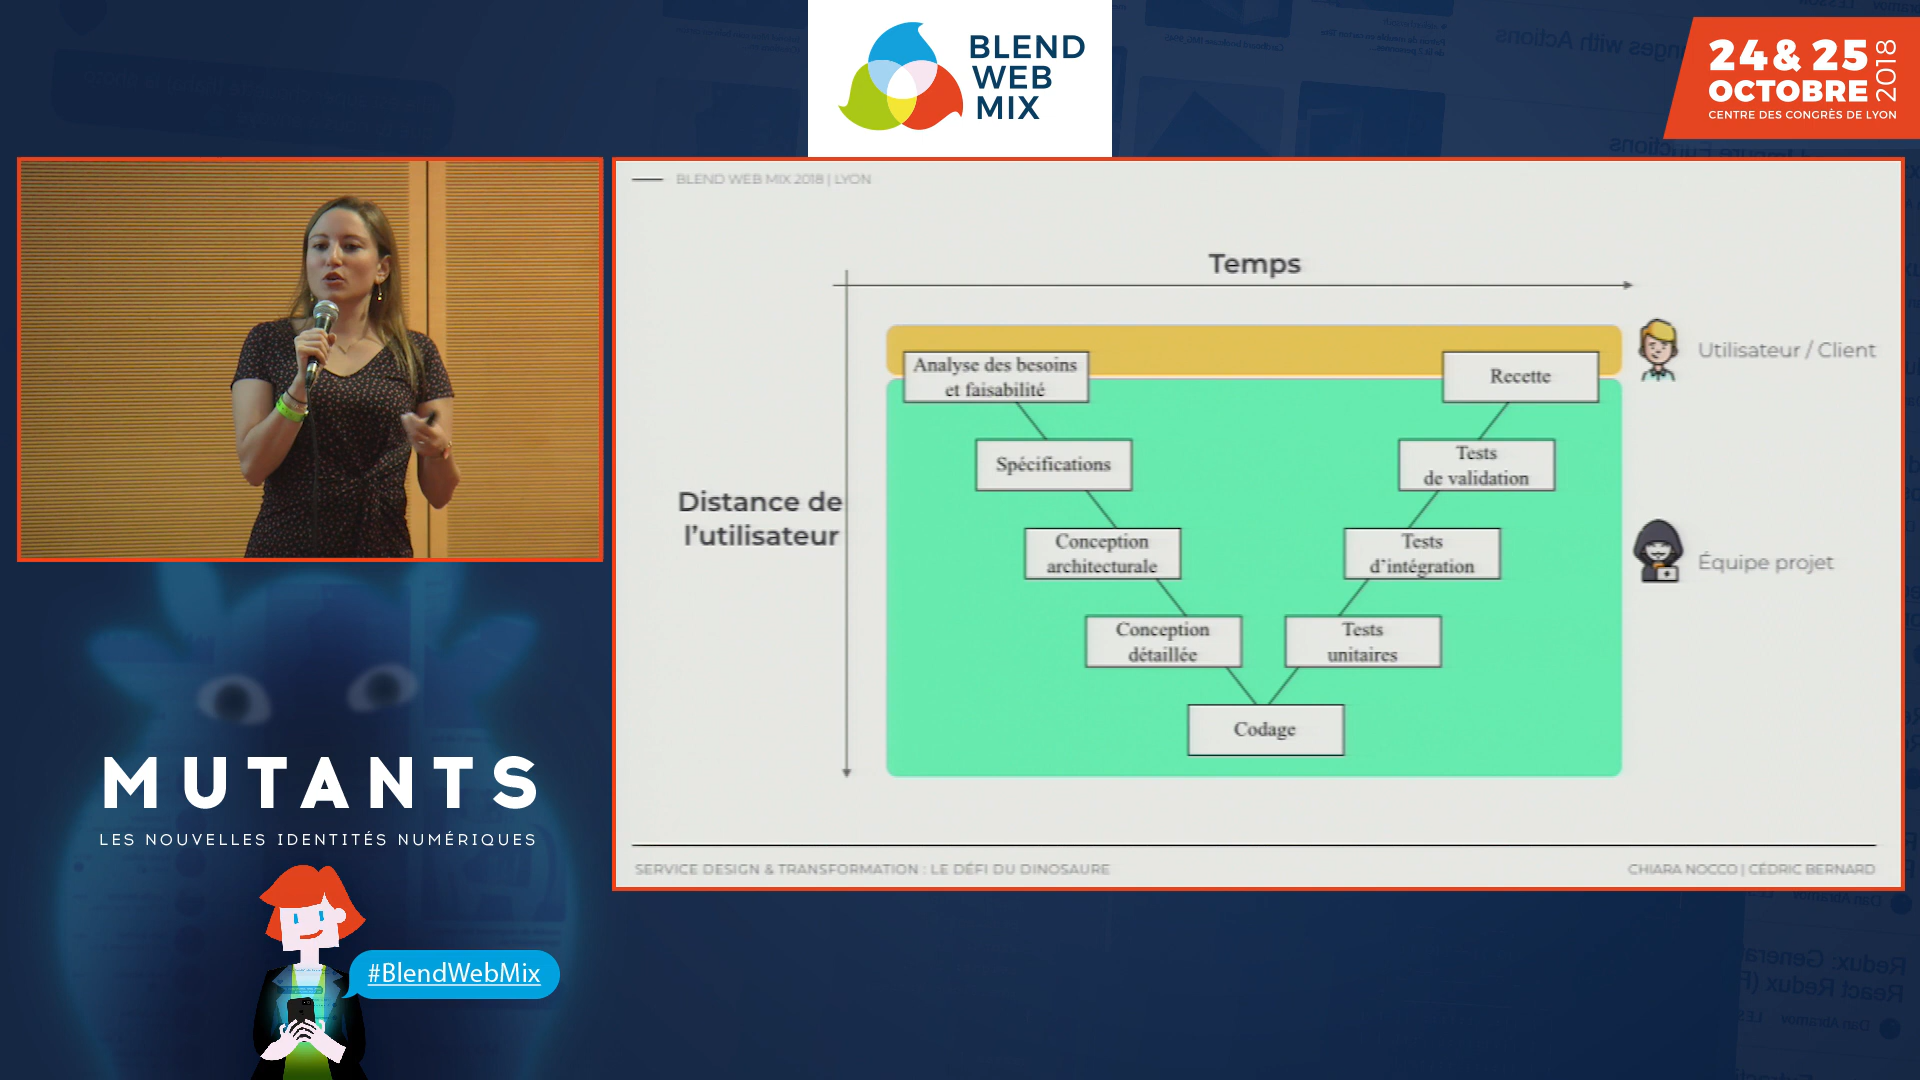 BLEND
WEB
MIX
24 & 25
OCTOBRE
2018
CENTRE DES CONGRÈS DE LYON
BLEND WEB MIX 2018 | LYON
Temps
Distance de
l'utilisateur
Analyse des besoins
et faisabilité
Recette
Utilisateur / Client
Spécifications
Tests
de validation
Conception
architecturale
Tests
d'intégration
Équipe projet
Conception
détaillée
Tests
unitaires
Codage
SERVICE DESIGN & TRANSFORMATION : LE DÉFI DU DINOSAURE
CHIARA NOCCO | CÉDRIC BERNARD
MUTANTS
LES NOUVELLES IDENTITÉS NUMÉRIQUES
#BlendWebMix